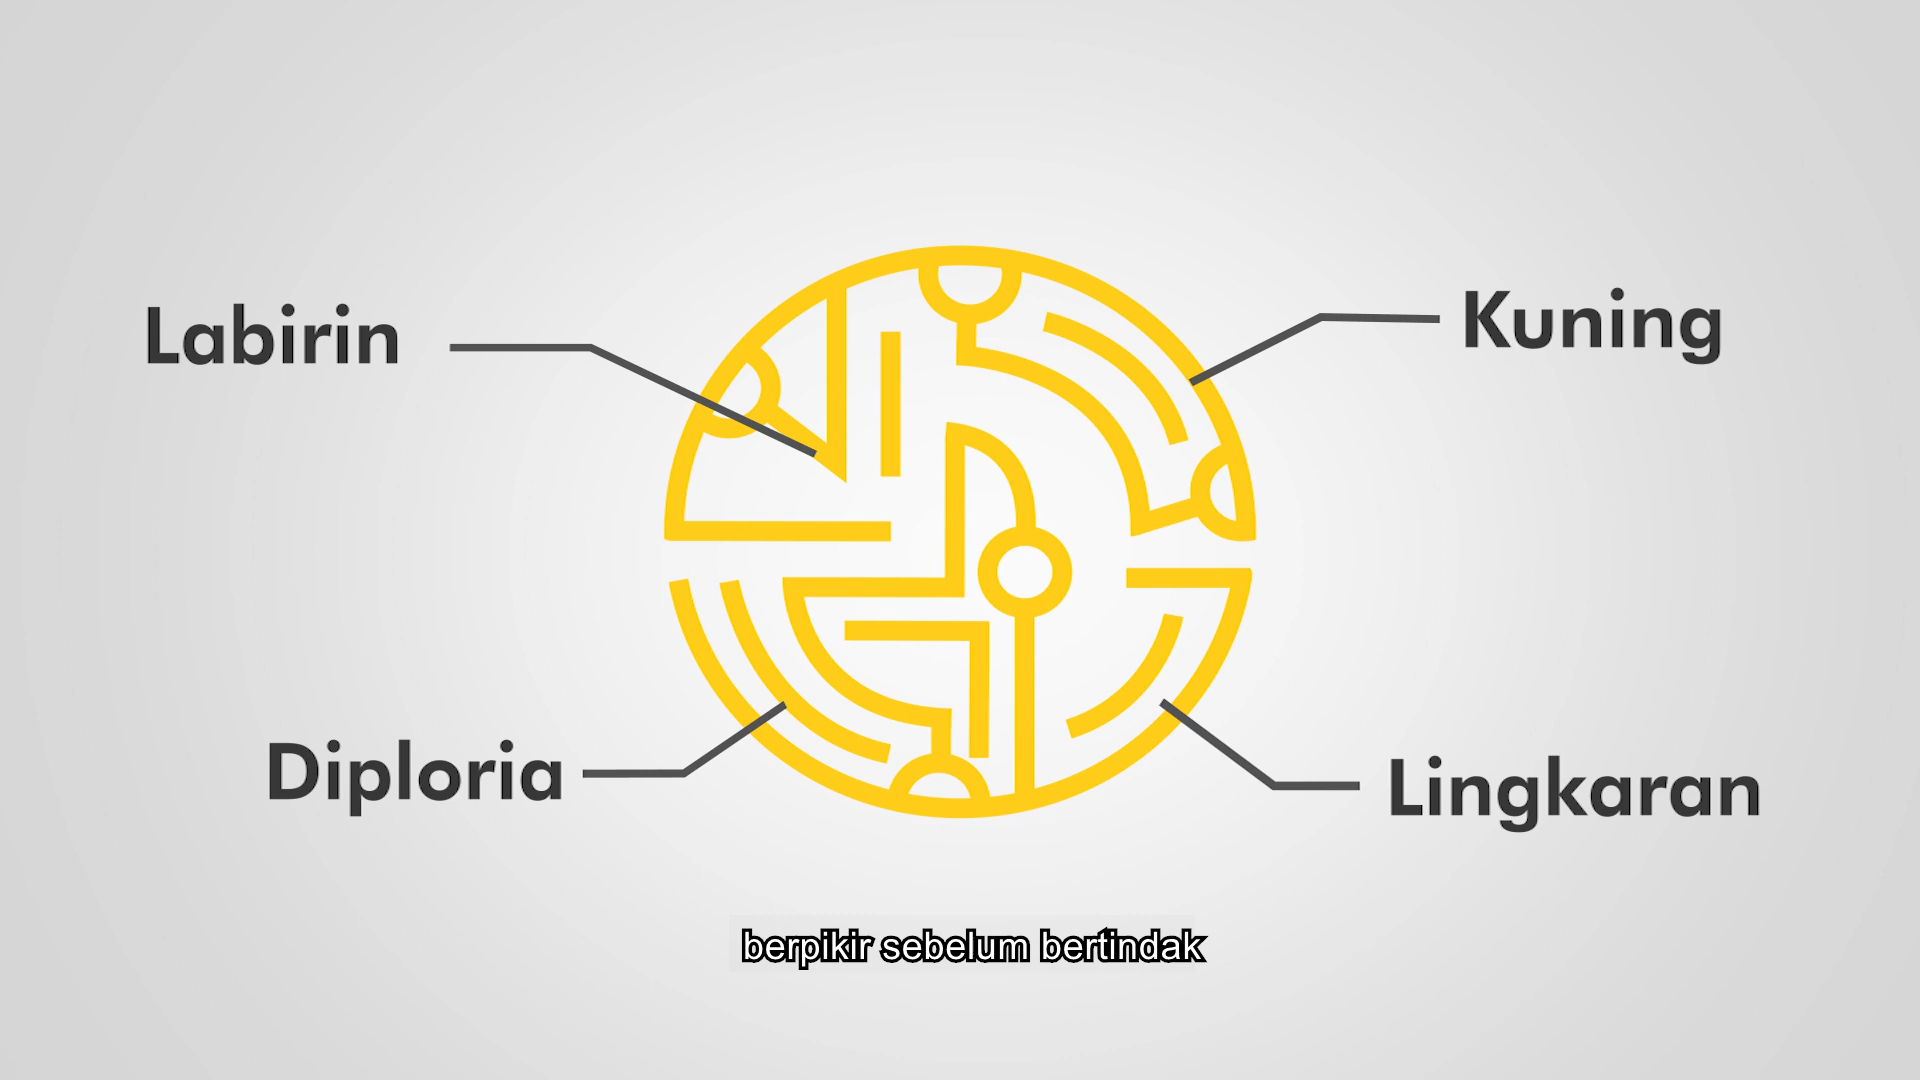 Labirin
Kuning
Diploria
Lingkaran
berpikir sebelum bertindak